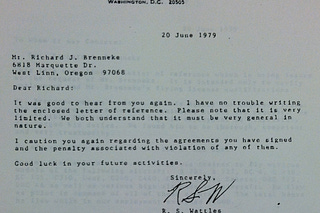 WASHINGTON, D.C. 20505
20 June 1979
Mr. Richard J. Brenneke
6818 Marquette Dr.
West Linn, Oregon 97068
Dear Richard:
It was good to hear from you again. I have no trouble writing
the enclosed letter of reference. Please note that it is very
limited. We both understand that it must be very general in
nature.
I caution you again regarding the agreements you have signed
and the penalty associated with violation of any of them.
Good luck in your future activities.
Sincerely,
RSW
R. S. Wattles